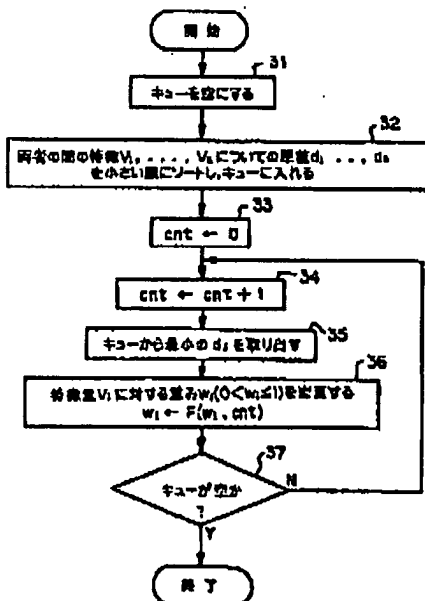 開始
31
キューを空にする
32
両者の間の特徴V₁, . . . , Vₙについての距離d₁ . . . , dₙ
を小さい順にソートし、キューに入れる
33
cnt ← 0
34
cnt ← cnt + 1
35
キューから最小の dᵢ を取り出す
36
特徴量Vᵢに対する重みwᵢ(0<wᵢ≦1)を計算する
wᵢ ← F(wᵢ, cnt)
37
キューが空か
?
N
Y
終了